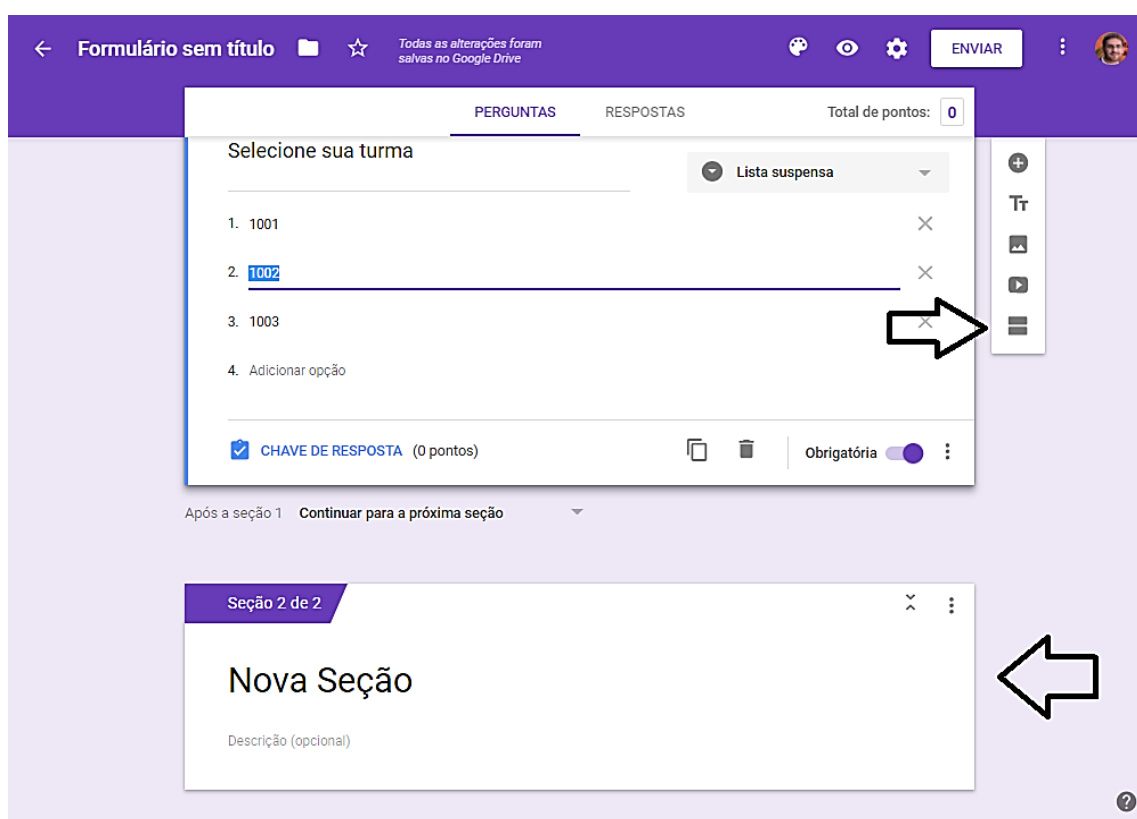 Formulário sem título
Todas as alterações foram
salvas no Google Drive
ENVIAR
PERGUNTAS
RESPOSTAS
Total de pontos: 0
Selecione sua turma
Lista suspensa
Tт
1. 1001
2. 1002
3. 1003
4. Adicionar opção
CHAVE DE RESPOSTA (0 pontos)
Obrigatória
Após a seção 1 Continuar para a próxima seção
Seção 2 de 2
Nova Seção
Descrição (opcional)